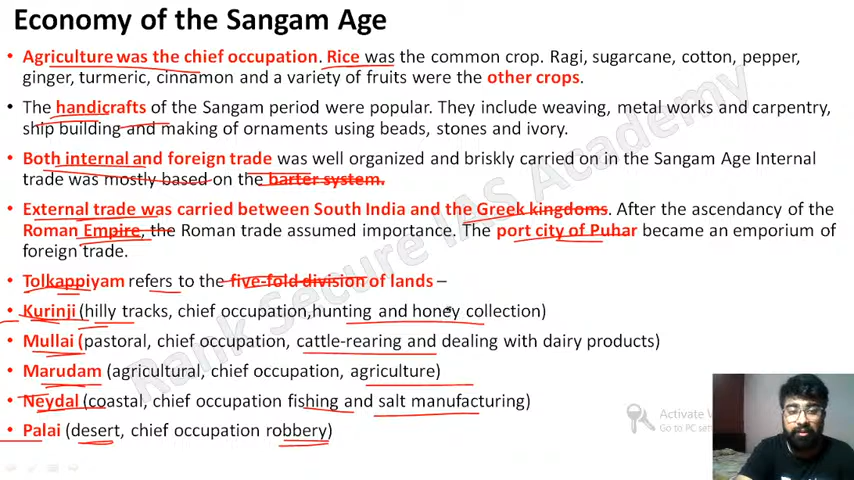 Economy of the Sangam Age
• Agriculture was the chief occupation. Rice was the common crop. Ragi, sugarcane, cotton, pepper,
ginger, turmeric, cinnamon and a variety of fruits were the other crops.
• The handicrafts of the Sangam period were popular. They include weaving, metal works and carpentry,
ship building and making of ornaments using beads, stones and ivory.
• Both internal and foreign trade was well organized and briskly carried on in the Sangam Age Internal
trade was mostly based on the barter system.
• External trade was carried between South India and the Greek kingdoms. After the ascendancy of the
Roman Empire, the Roman trade assumed importance. The port city of Puhar became an emporium of
foreign trade.
• Tolkappiyam refers to the five-fold division of lands –
• Kurinji (hilly tracks, chief occupation,hunting and honey collection)
• Mullai (pastoral, chief occupation, cattle-rearing and dealing with dairy products)
• Marudam (agricultural, chief occupation, agriculture)
• Neydal (coastal, chief occupation fishing and salt manufacturing)
• Palai (desert, chief occupation robbery)
Rank Secure IAS Academy
Activate
Go to PC